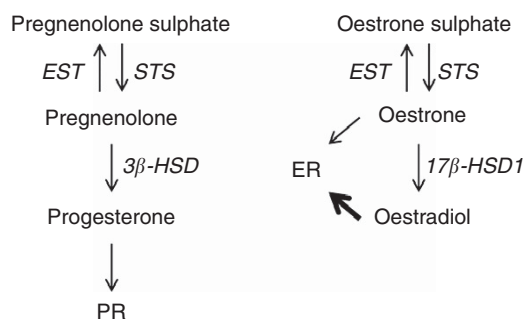 Pregnenolone sulphate
EST STS
Pregnenolone
3β-HSD
Progesterone
PR
Oestrone sulphate
EST STS
Oestrone
ER
17β-HSD1
Oestradiol